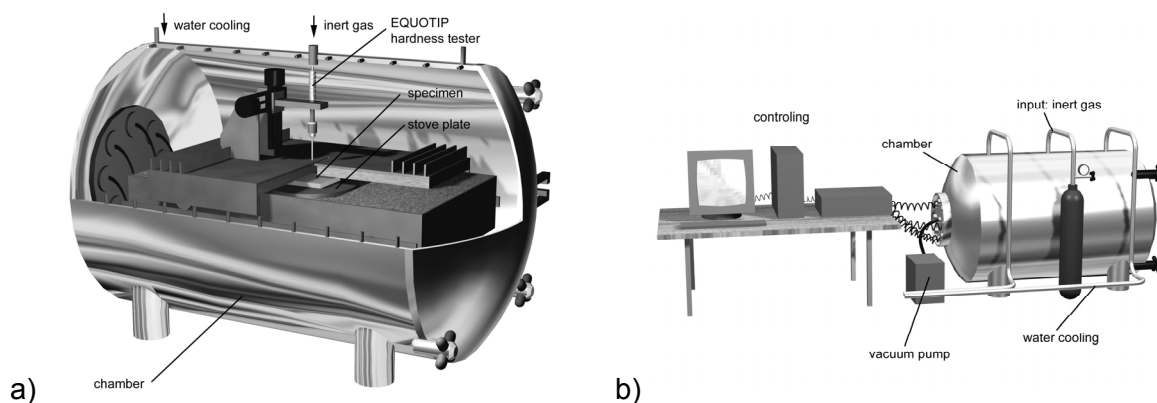 water cooling
inert gas
EQUOTIP
hardness tester
specimen
stove plate
chamber
a)
input: inert gas
controling
chamber
water cooling
vacuum pump
b)